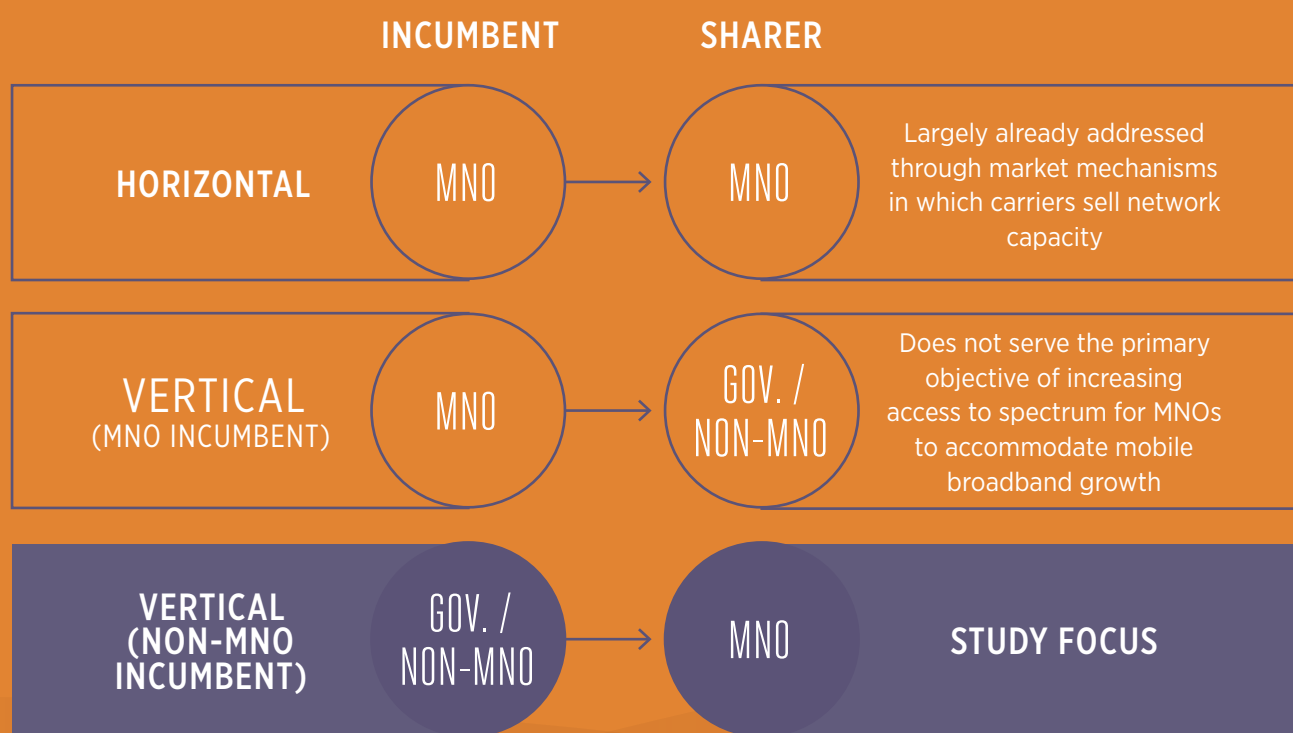 INCUMBENT
SHARER
HORIZONTAL
MNO
MNO
Largely already addressed
through market mechanisms
in which carriers sell network
capacity
VERTICAL
(MNO INCUMBENT)
MNO
GOV. /
NON-MNO
Does not serve the primary
objective of increasing
access to spectrum for MNOs
to accommodate mobile
broadband growth
VERTICAL
(NON-MNO
INCUMBENT)
GOV. /
NON-MNO
MNO
STUDY FOCUS